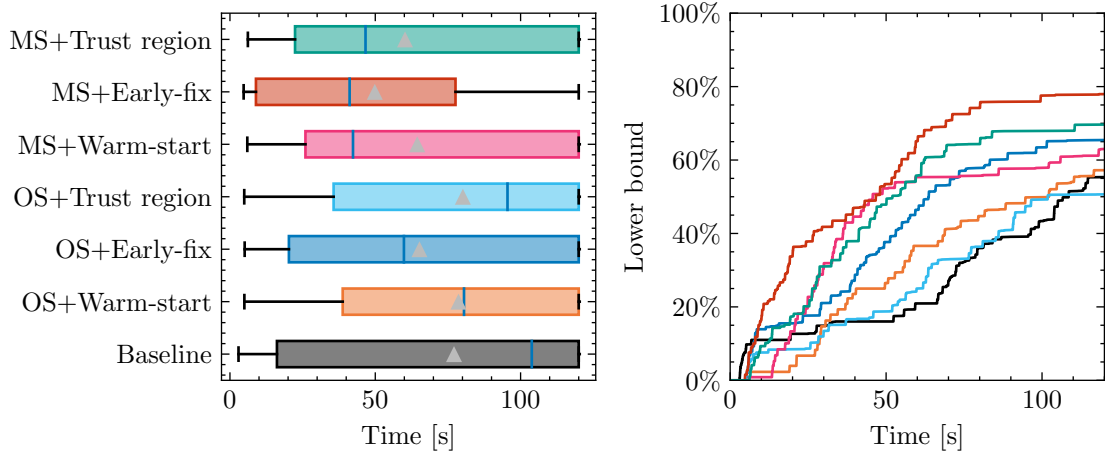 MS+Trust region
MS+Early-fix
MS+Warm-start
OS+Trust region
OS+Early-fix
OS+Warm-start
Baseline
0 50 100
Time [s]
100%
80%
60%
40%
20%
0%
Lower bound
0 50 100
Time [s]